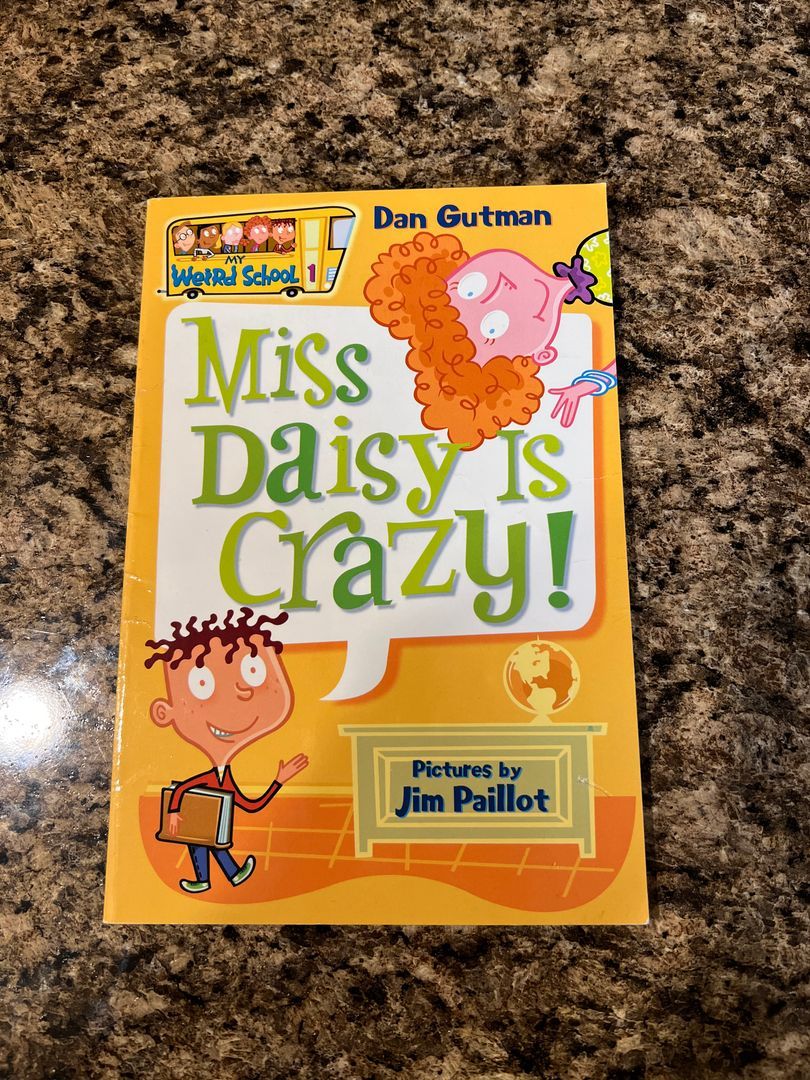 Dan Gutman
MY
WeiRd School 1
Miss
Daisy Is
Crazy!
Pictures by
Jim Paillot